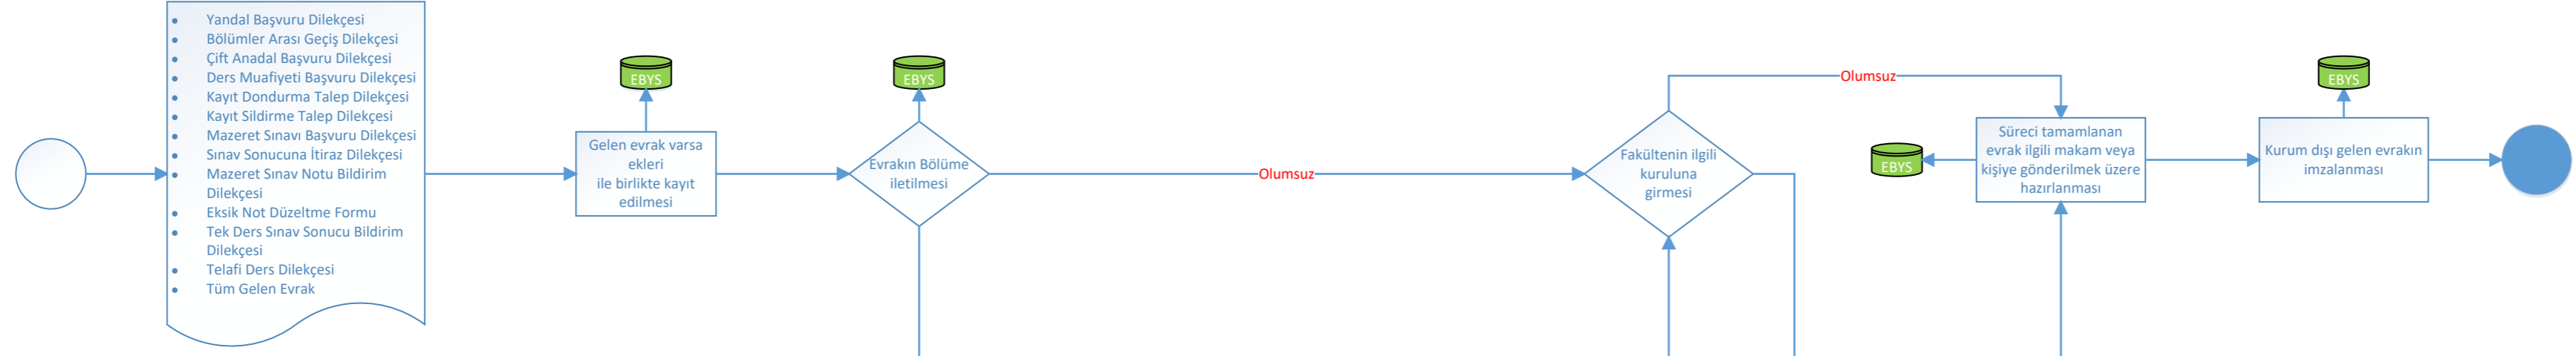 Yandal Başvuru Dilekçesi
Bölümler Arası Geçiş Dilekçesi
Çift Anadal Başvuru Dilekçesi
Ders Muafiyeti Başvuru Dilekçesi
Kayıt Dondurma Talep Dilekçesi
Kayıt Sildirme Talep Dilekçesi
Mazeret Sınavı Başvuru Dilekçesi
Sınav Sonucuna İtiraz Dilekçesi
Mazeret Sınav Notu Bildirim
Dilekçesi
Eksik Not Düzeltme Formu
Tek Ders Sınav Sonucu Bildirim
Dilekçesi
Telafi Ders Dilekçesi
Tüm Gelen Evrak
EBYS
Gelen evrak varsa
ekleri
ile birlikte kayıt
edilmesi
EBYS
Evrakın Bölüme
iletilmesi
Olumsuz
Fakültenin ilgili
kuruluna
girmesi
Olumsuz
EBYS
Süreci tamamlanan
evrak ilgili makam veya
kişiye gönderilmek üzere
hazırlanması
EBYS
Kurum dışı gelen evrakın
imzalanması